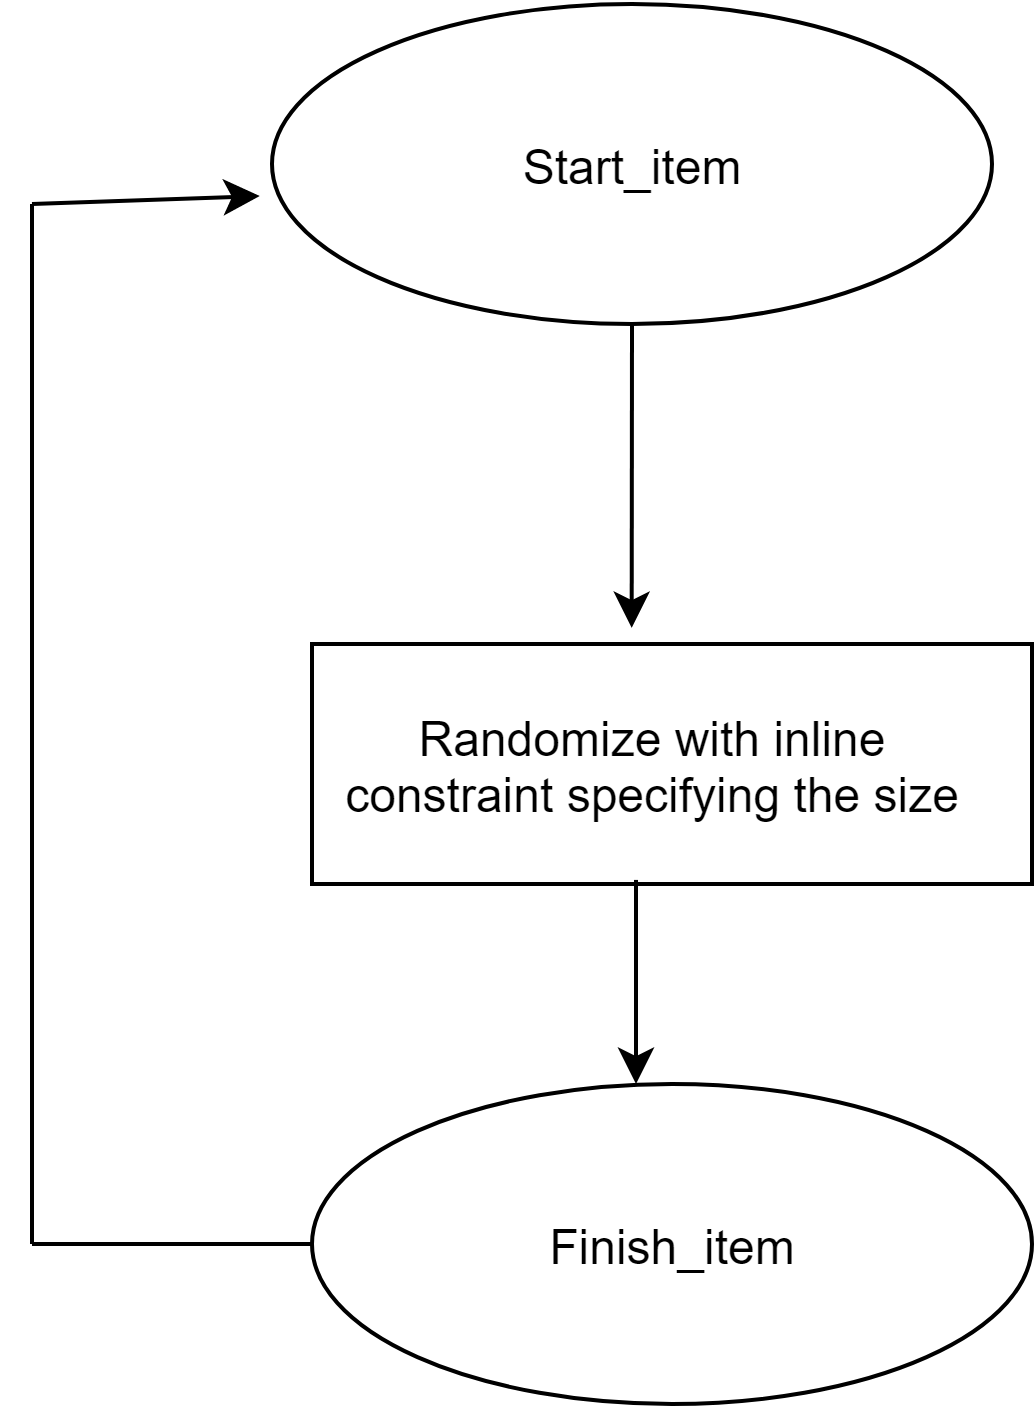 Start_item
Randomize with inline
constraint specifying the size
Finish_item